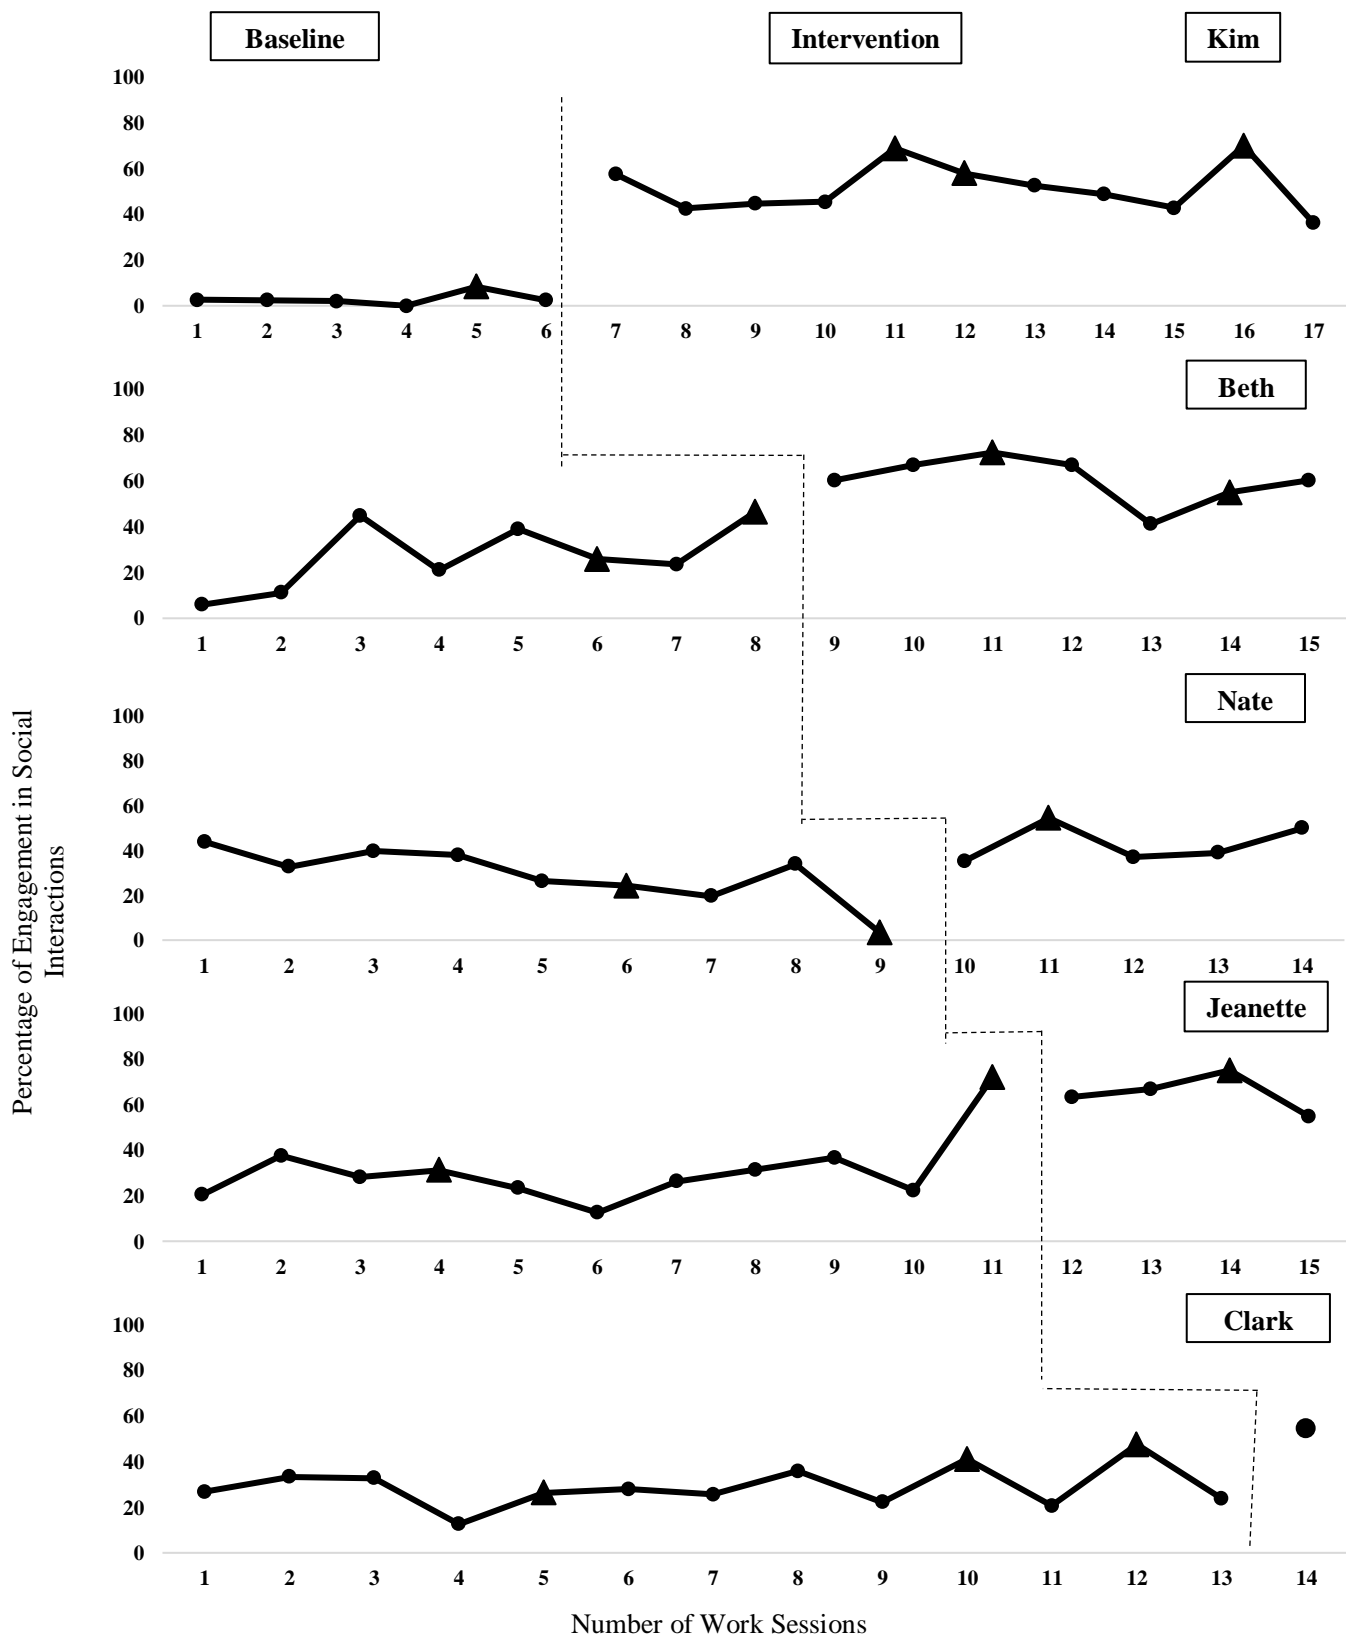 Baseline Intervention Kim
100
80
60
40
20
0
1 2 3 4 5 6 7 8 9 10 11 12 13 14 15 16 17
Beth
100
80
60
40
20
0
1 2 3 4 5 6 7 8 9 10 11 12 13 14 15
Nate
100
80
60
40
20
0
1 2 3 4 5 6 7 8 9 10 11 12 13 14
Percentage of Engagement in Social
Interactions
Jeanette
100
80
60
40
20
0
1 2 3 4 5 6 7 8 9 10 11 12 13 14 15
Clark
100
80
60
40
20
0
1 2 3 4 5 6 7 8 9 10 11 12 13 14
Number of Work Sessions